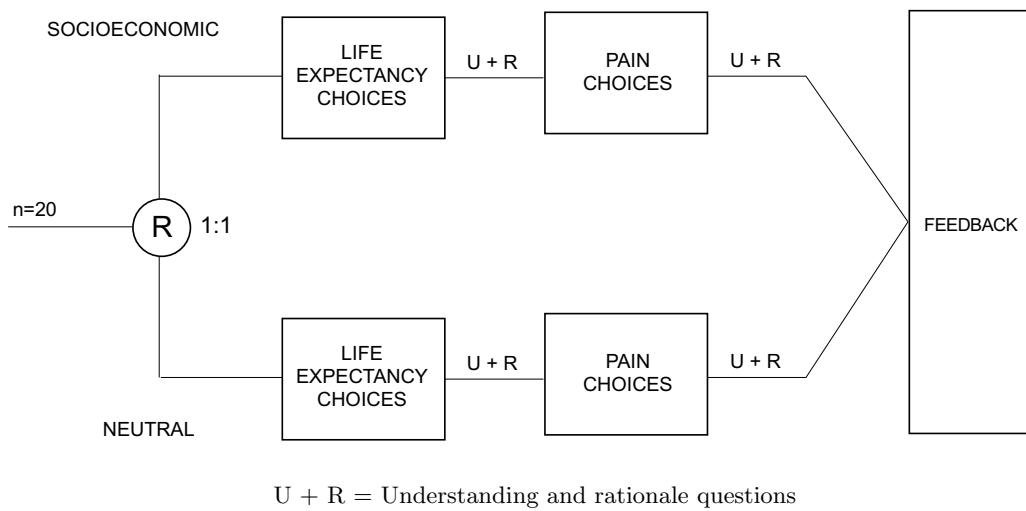 SOCIOECONOMIC
LIFE
EXPECTANCY
CHOICES
U + R
PAIN
CHOICES
U + R
n=20
R
1:1
FEEDBACK
LIFE
EXPECTANCY
CHOICES
U + R
PAIN
CHOICES
U + R
NEUTRAL
U + R = Understanding and rationale questions